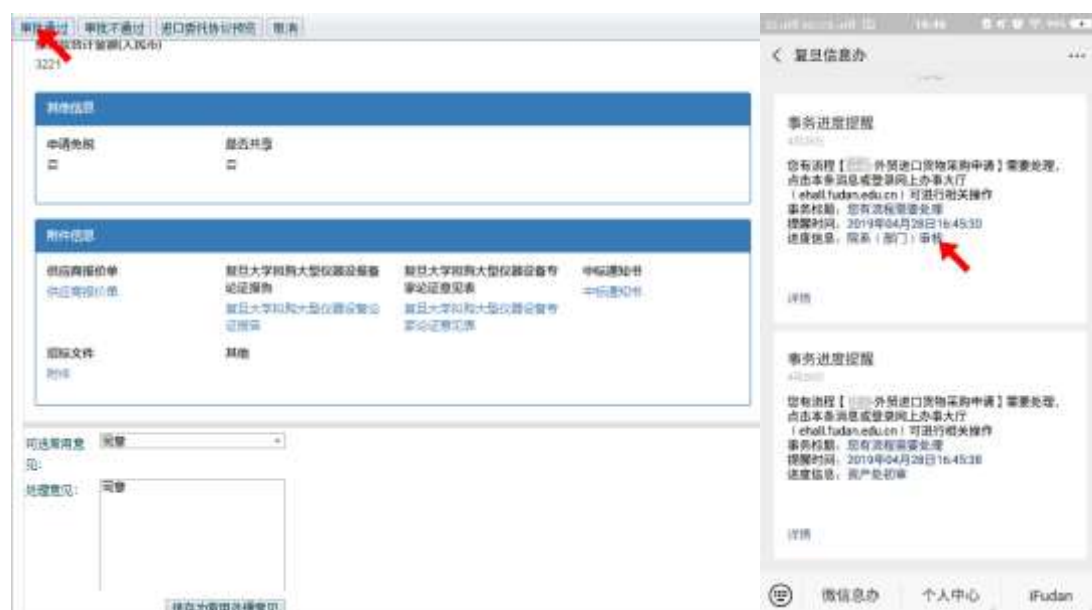 审批通过 审批不通过 进口委托协议预览 取消
3221
其他信息
申请免税 是否共享
附件信息
供应商报价单 复旦大学拟购大型仪器设备 复旦大学拟购大型仪器设备专 中标通知书
论证报告 家论证意见表
供应商报价单 复旦大学拟购大型仪器设备论 复旦大学拟购大型仪器设备专 中标通知书
证报告 家论证意见表
招标文件 其他
附件
可选常用意 同意
见:
处理意见: 同意
保存为常用处理意见
复旦信息办
事务进度提醒
您有流程【 外贸进口货物采购申请】需要处理,
点击本条消息或登录网上办事大厅
(ehall.fudan.edu.cn)可进行相关操作
事务标题:您有流程需要处理
提醒时间:2019年04月28日16:45:30
进度信息:院系(部门)审核
详情
事务进度提醒
您有流程【 外贸进口货物采购申请】需要处理,
点击本条消息或登录网上办事大厅
(ehall.fudan.edu.cn)可进行相关操作
事务标题:您有流程需要处理
提醒时间:2019年04月28日16:45:38
进度信息:资产处初审
详情
微信息办 个人中心 iFudan